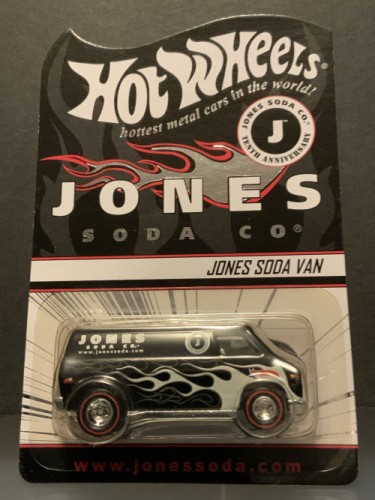 Hot Wheels®
hottest metal cars in the world!
JONES SODA CO.
J
TENTH ANNIVERSARY
JONES
SODA CO®
JONES SODA VAN
JONES
SODA CO.
www.jonessoda.com
J
www.jonessoda.com